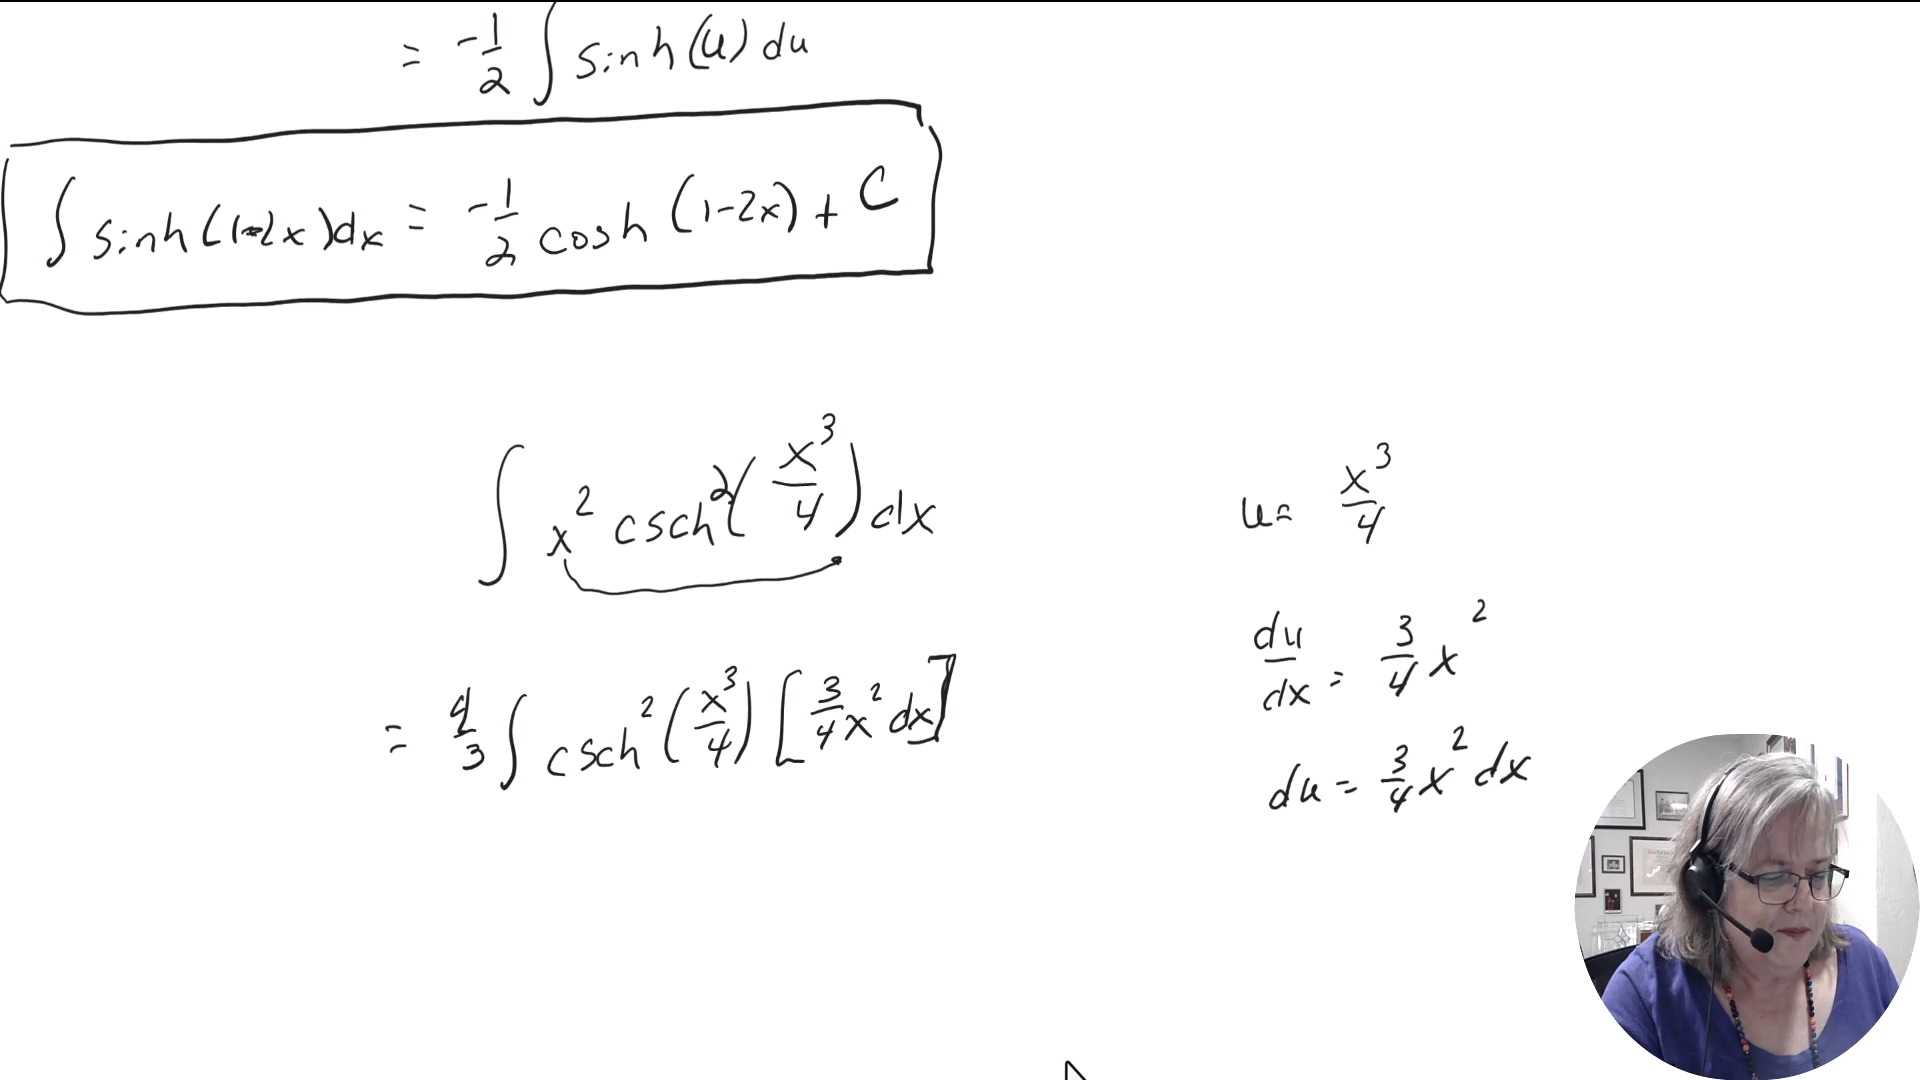 = -1/2 ∫ sinh(u) du
∫ sinh(1-2x)dx = -1/2 cosh(1-2x) + C
∫ x² csch²(x³/4) dx
u = x³/4
du/dx = 3/4 x²
= 4/3 ∫ csch²(x³/4) [3/4 x² dx]
du = 3/4 x² dx